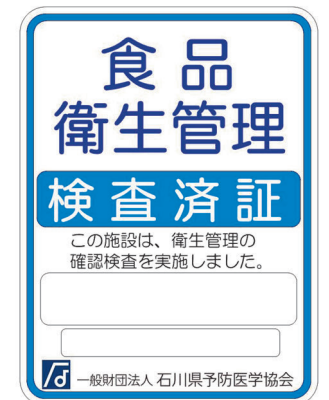 食品
衛生管理
検査済証
この施設は、衛生管理の
確認検査を実施しました。
一般財団法人 石川県予防医学協会